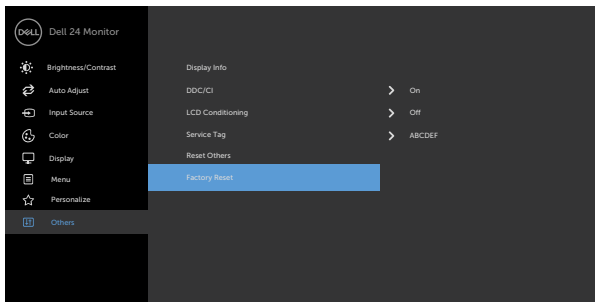 DELL Dell 24 Monitor
Brightness/Contrast Display Info
Auto Adjust DDC/CI On
Input Source LCD Conditioning Off
Color Service Tag ABCDEF
Display Reset Others
Menu Factory Reset
Personalize
Others